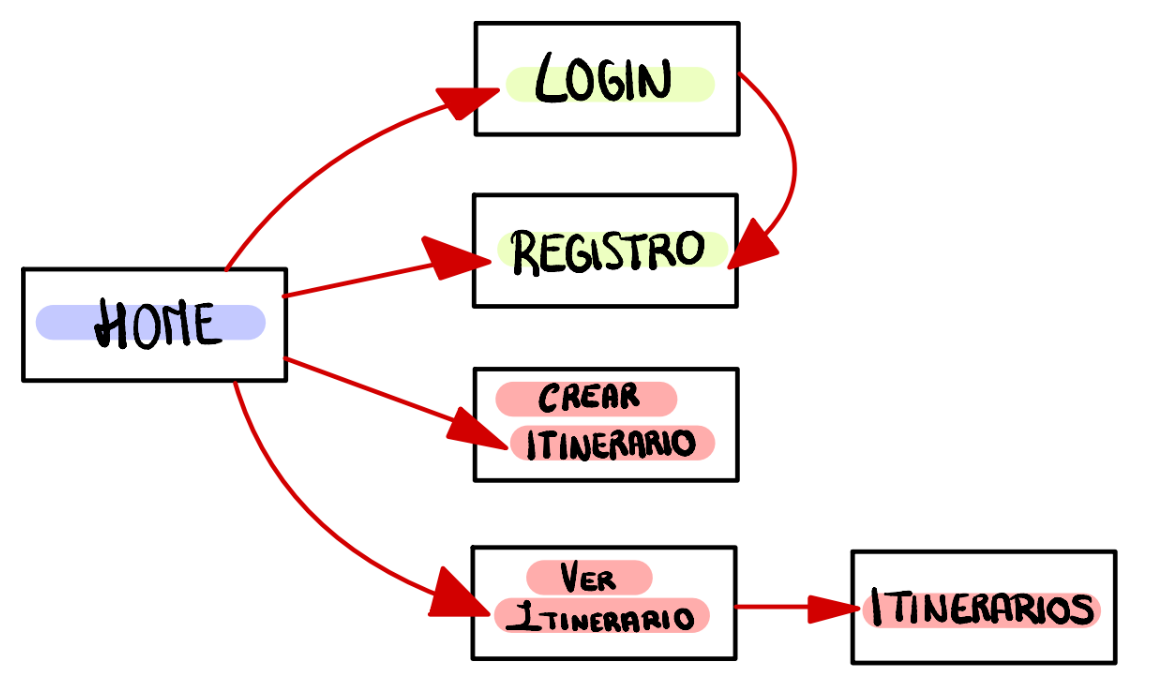 LOGIN
REGISTRO
HOME
CREAR
ITINERARIO
VER
ITINERARIO
ITINERARIOS